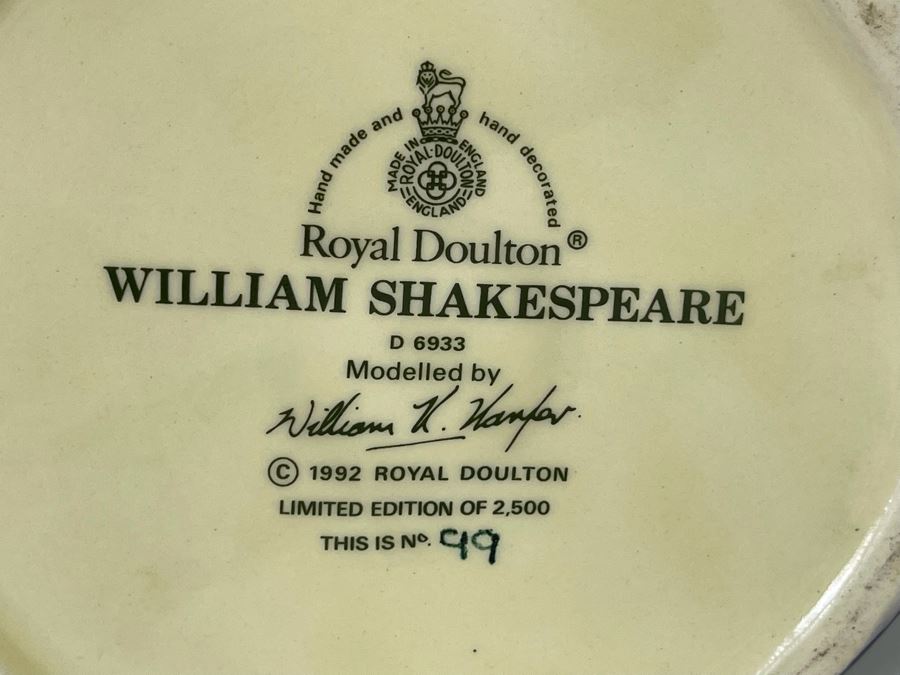 Hand made and hand decorated
MADE IN ENGLAND
ROYAL·DOULTON
ENGLAND
Royal Doulton®
WILLIAM SHAKESPEARE
D 6933
Modelled by
William K. Harper
© 1992 ROYAL DOULTON
LIMITED EDITION OF 2,500
THIS IS Nº. 99